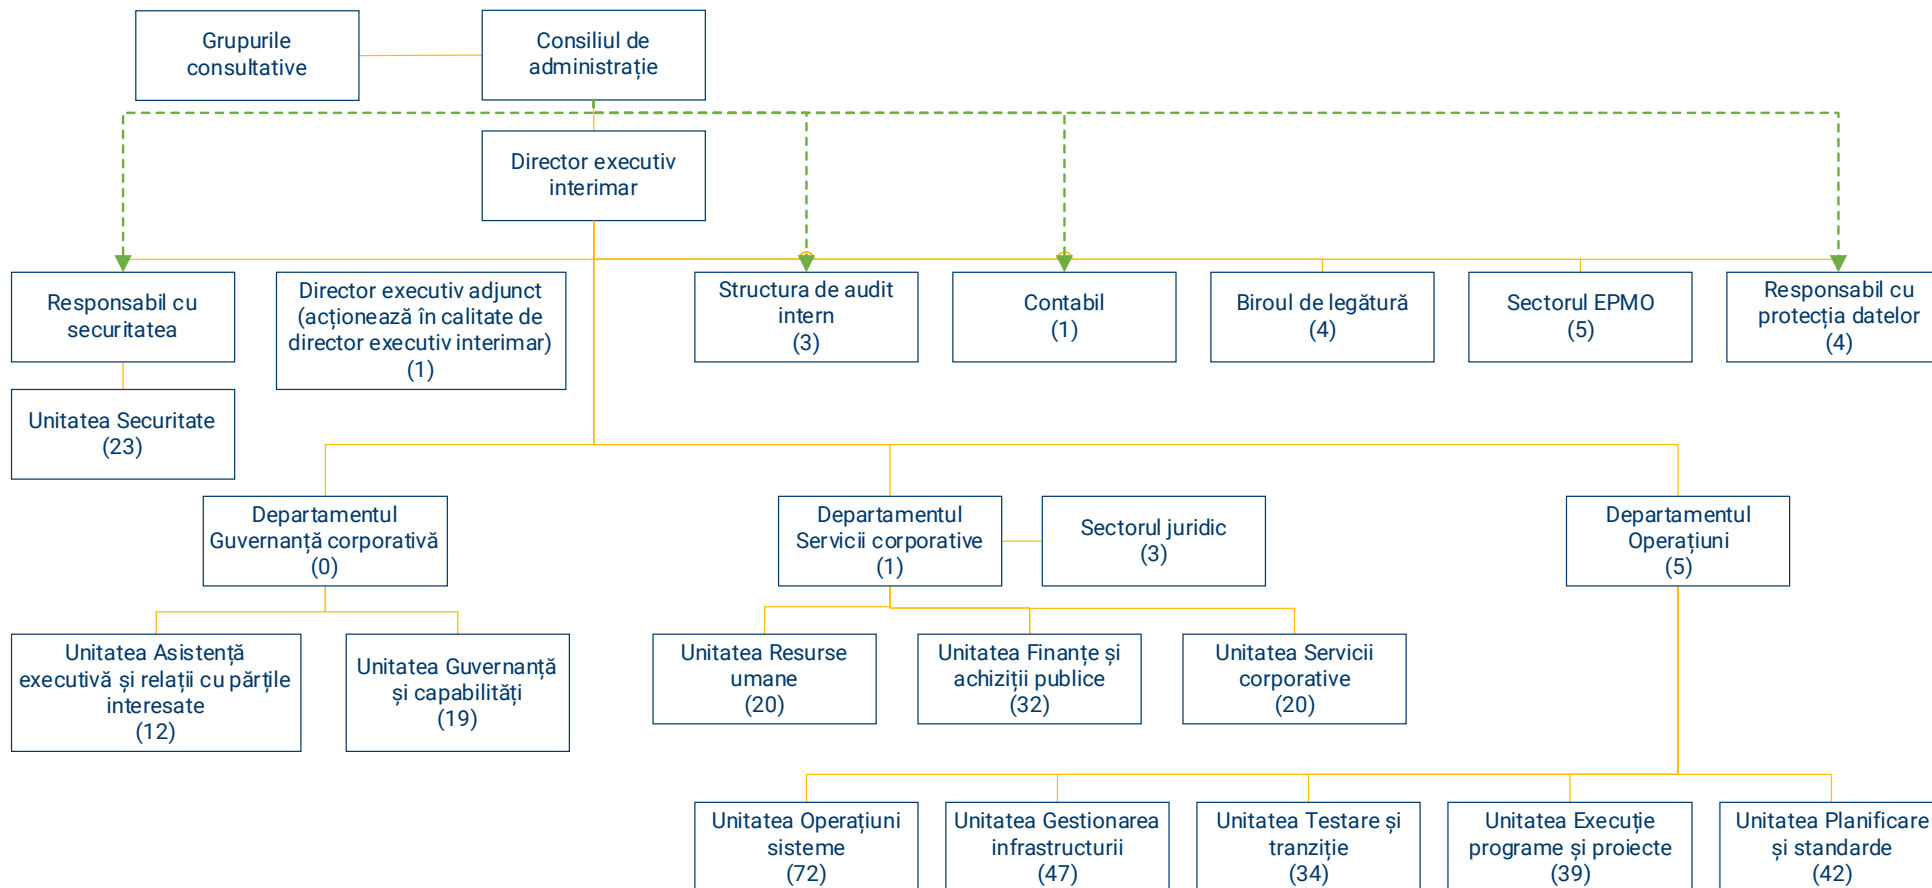 Grupurile
consultative
Consiliul de
administrație
Director executiv
interimar
Responsabil cu
securitatea
Director executiv adjunct
(acționează în calitate de
director executiv interimar)
(1)
Structura de audit
intern
(3)
Contabil
(1)
Biroul de legătură
(4)
Sectorul EPMO
(5)
Responsabil cu
protecția datelor
(4)
Unitatea Securitate
(23)
Departamentul
Guvernanță corporativă
(0)
Departamentul
Servicii corporative
(1)
Sectorul juridic
(3)
Departamentul
Operațiuni
(5)
Unitatea Asistență
executivă și relații cu părțile
interesate
(12)
Unitatea Guvernanță
și capabilități
(19)
Unitatea Resurse
umane
(20)
Unitatea Finanțe și
achiziții publice
(32)
Unitatea Servicii
corporative
(20)
Unitatea Operațiuni
sisteme
(72)
Unitatea Gestionarea
infrastructurii
(47)
Unitatea Testare și
tranziție
(34)
Unitatea Execuție
programe și proiecte
(39)
Unitatea Planificare
și standarde
(42)